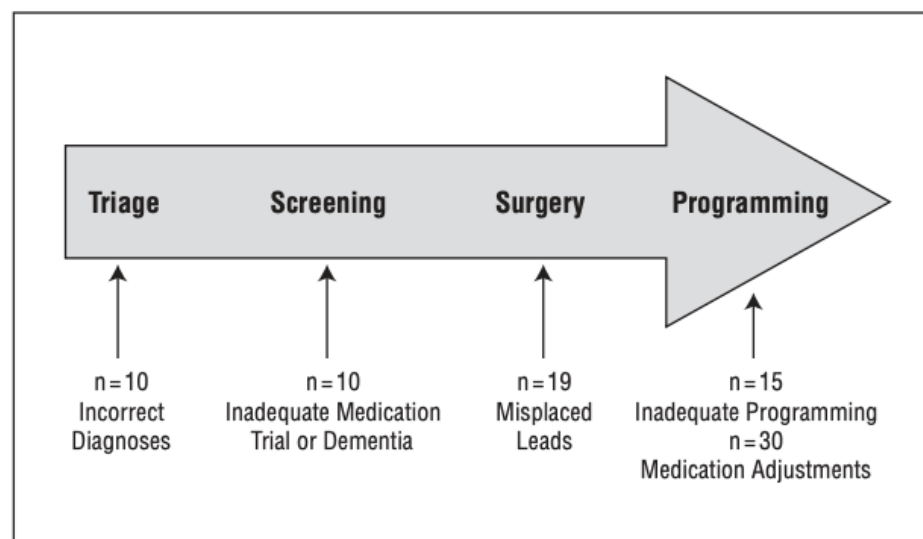 Triage Screening Surgery Programming
n=10 n=10 n=19 n=15
Incorrect Inadequate Medication Misplaced Inadequate Programming
Diagnoses Trial or Dementia Leads n=30
Medication Adjustments